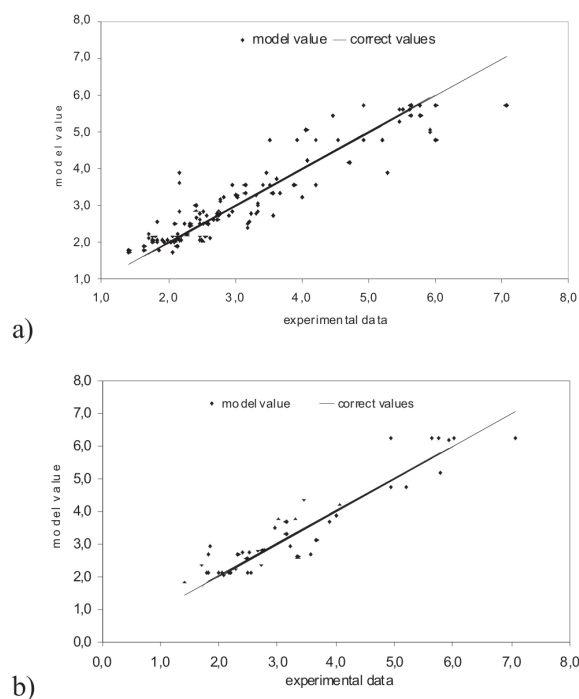 8,0
model value — correct values
7,0
6,0
5,0
4,0
3,0
2,0
1,0
model value
1,0 2,0 3,0 4,0 5,0 6,0 7,0 8,0
experimental data
a)
8,0
7,0
model value — correct values
6,0
5,0
4,0
3,0
2,0
1,0
0,0
model value
0,0 1,0 2,0 3,0 4,0 5,0 6,0 7,0 8,0
experimental data
b)